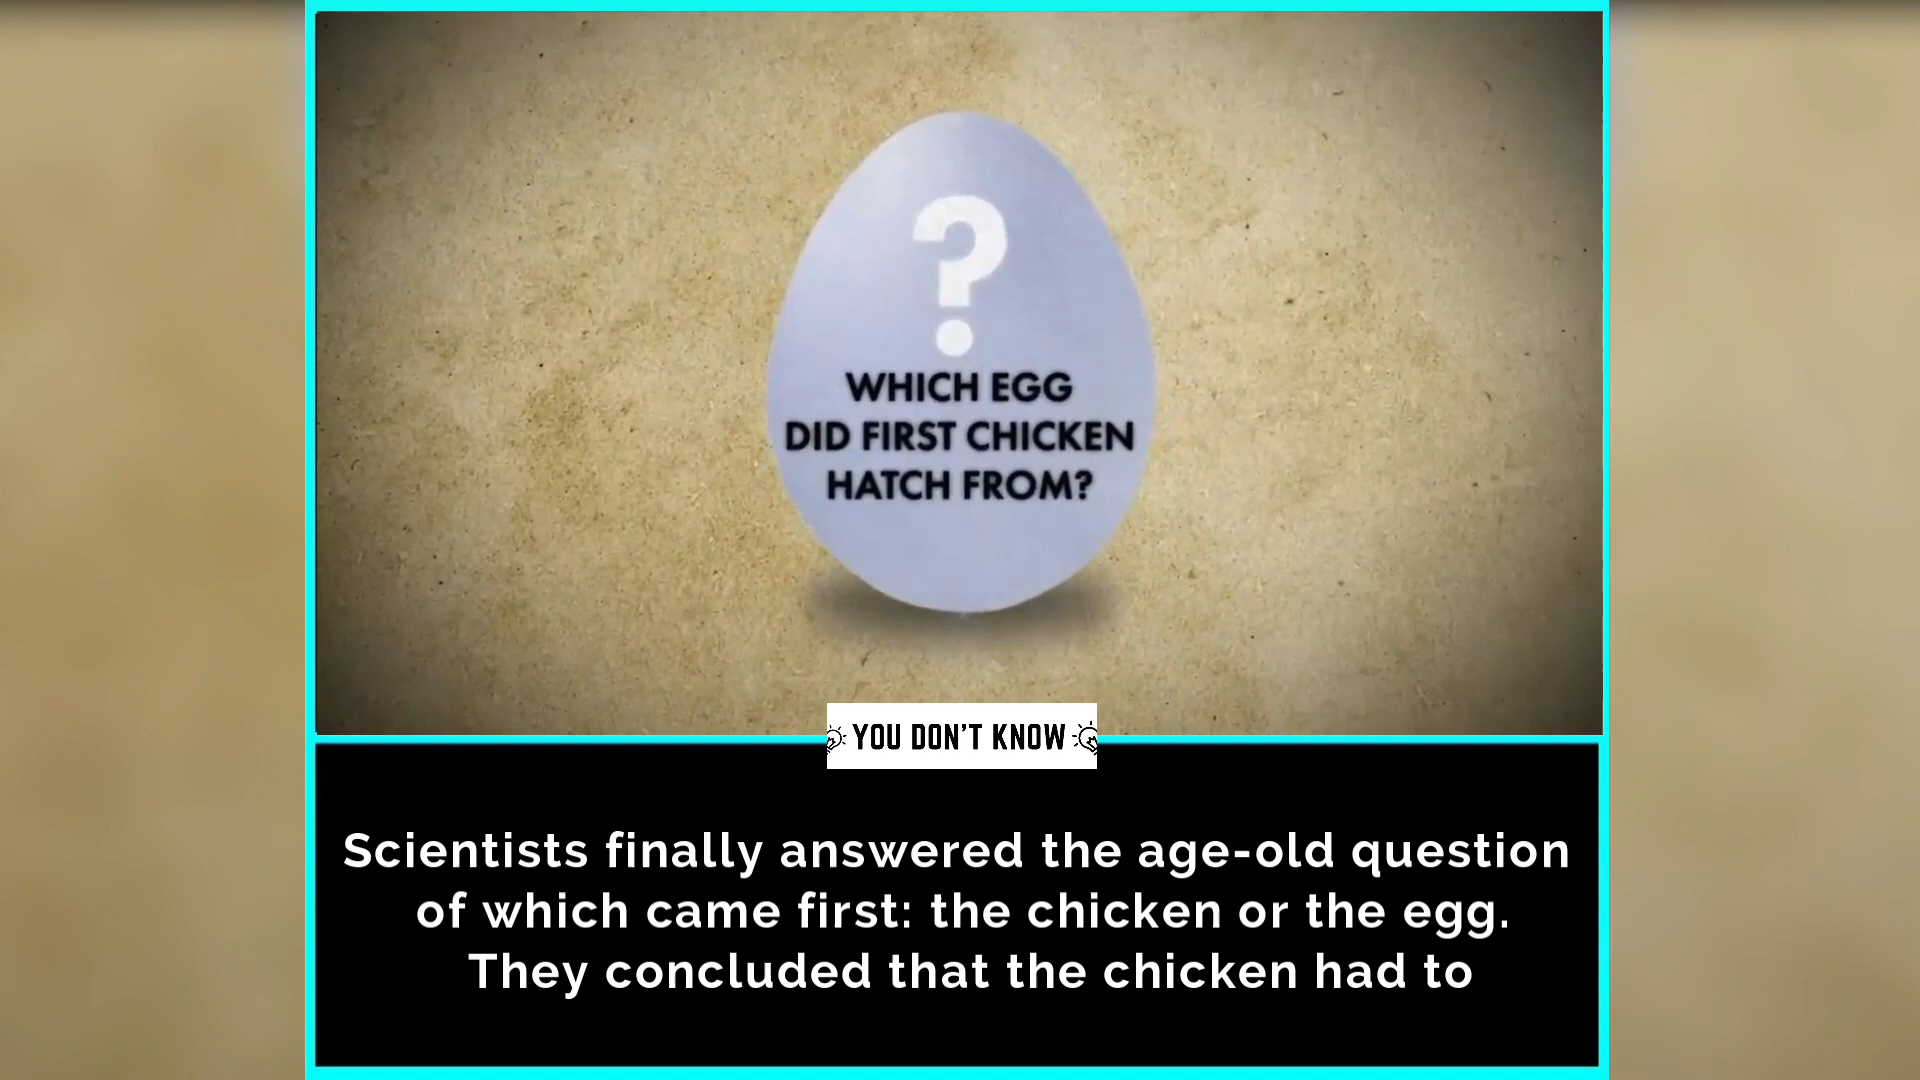 ?
WHICH EGG
DID FIRST CHICKEN
HATCH FROM?
YOU DON'T KNOW
Scientists finally answered the age-old question
of which came first: the chicken or the egg.
They concluded that the chicken had to